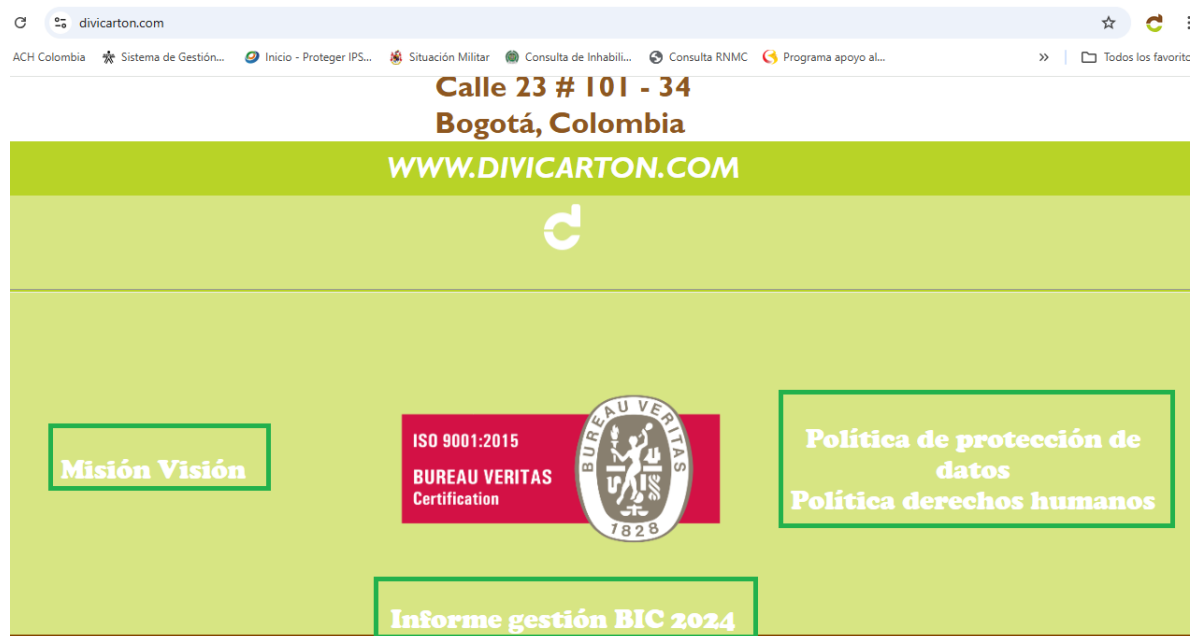 divicarton.com
ACH Colombia Sistema de Gestión... Inicio - Proteger IPS... Situación Militar Consulta de Inhabili... Consulta RNMC Programa apoyo al... » Todos los favorito
Calle 23 # 101 - 34
Bogotá, Colombia
WWW.DIVICARTON.COM
Misión Visión
ISO 9001:2015
BUREAU VERITAS
Certification
BUREAU VERITAS
1828
Política de protección de
datos
Política derechos humanos
Informe gestión BIC 2024